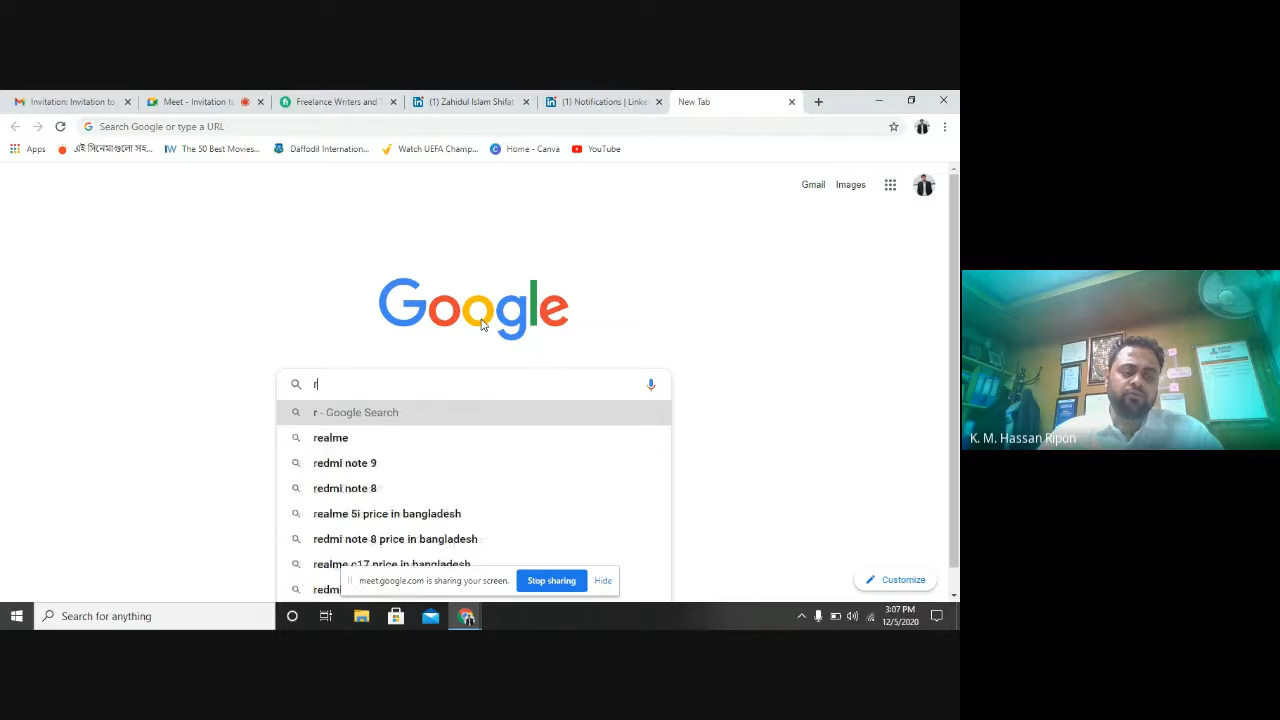 Invitation: Invitation to
Meet - Invitation to
Freelance Writers and T
(1) Zahidul Islam Shifat
(1) Notifications | Linke
New Tab
Search Google or type a URL
Apps
এই সিনেমাগুলো সহ...
The 50 Best Movies...
Daffodil Internation...
Watch UEFA Champ...
Home - Canva
YouTube
Gmail
Images
Google
r
r - Google Search
realme
redmi note 9
redmi note 8
realme 5i price in bangladesh
redmi note 8 price in bangladesh
realme c17 price in bangladesh
redmi
meet.google.com is sharing your screen.
Stop sharing
Hide
Customize
K. M. Hassan Ripon
Search for anything
3:07 PM
12/5/2020